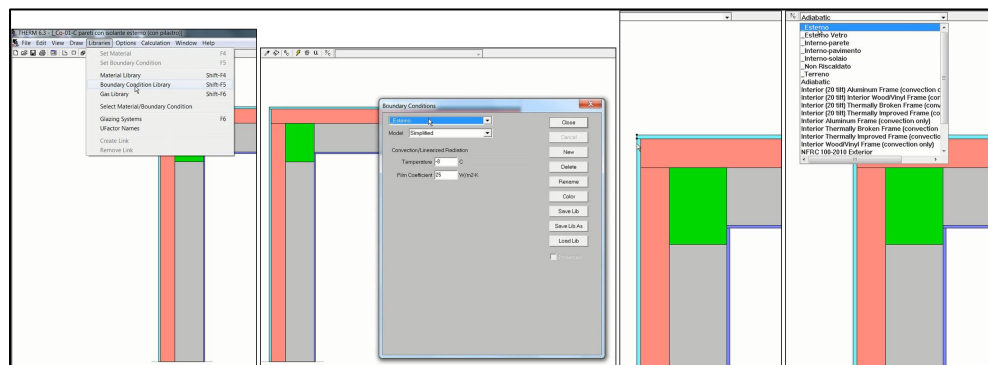 THERM 6.3 - [_Co-01-C pareti con isolante esterno (con pilastro)]
File Edit View Draw Libraries Options Calculation Window Help
Set Material F4
Set Boundary Condition F5
Material Library Shift-F4
Boundary Condition Library Shift-F5
Gas Library Shift-F6
Select Material/Boundary Condition
Glazing Systems F6
UFactor Names
Create Link
Remove Link
Boundary Conditions
_Esterno
Model Simplified
Convection/Linearized Radiation
Temperature -8 C
Film Coefficient 25 W/m2-K
Close
Cancel
New
Delete
Rename
Color
Save Lib
Save Lib As
Load Lib
Adiabatic
_Esterno
_Interno-parete
_Interno-pavimento
_Interno-solaio
_Non Riscaldato
_Terreno
Adiabatic
Interior (20 tilt) Aluminum Frame (convection c
Interior (20 tilt) Interior Wood/Vinyl Frame (con
Interior (20 tilt) Thermally Broken Frame (conv
Interior (20 tilt) Thermally Improved Frame (con
Interior Aluminum Frame (convection only)
Interior Thermally Broken Frame (convection
Interior Thermally Improved Frame (convectic
Interior Wood/Vinyl Frame (convection only)
NFRC 100-2010 Exterior